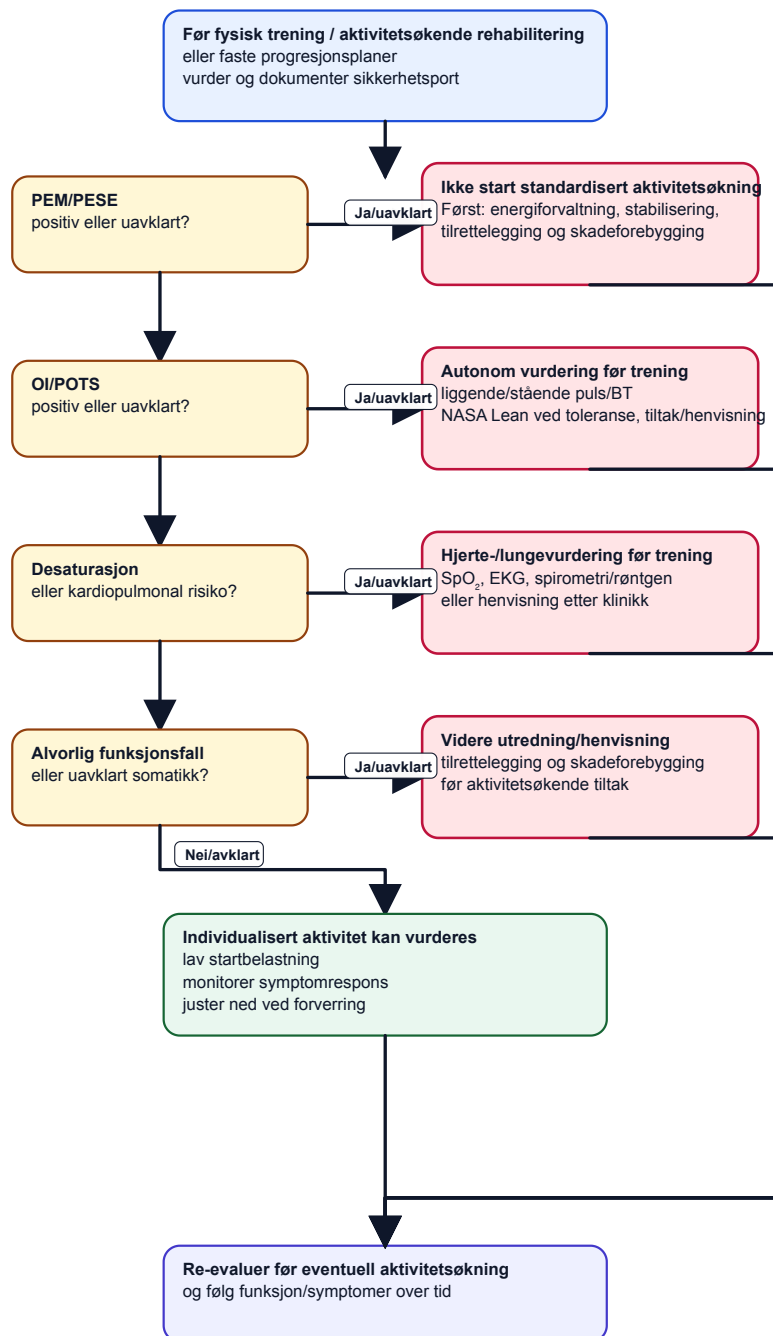 Før fysisk trening / aktivitetsøkende rehabilitering
eller faste progresjonsplaner
vurder og dokumenter sikkerhetsport
PEM/PESE
positiv eller uavklart?
Ja/uavklart
Ikke start standardisert aktivitetsøkning
Først: energiforvaltning, stabilisering,
tilrettelegging og skadeforebygging
OI/POTS
positiv eller uavklart?
Ja/uavklart
Autonom vurdering før trening
liggende/stående puls/BT
NASA Lean ved toleranse, tiltak/henvisning
Desaturasjon
eller kardiopulmonal risiko?
Ja/uavklart
Hjerte-/lungevurdering før trening
SpO₂, EKG, spirometri/røntgen
eller henvisning etter klinikk
Alvorlig funksjonsfall
eller uavklart somatikk?
Ja/uavklart
Videre utredning/henvisning
tilrettelegging og skadeforebygging
før aktivitetsøkende tiltak
Nei/avklart
Individualisert aktivitet kan vurderes
lav startbelastning
monitorer symptomrespons
juster ned ved forverring
Re-evaluer før eventuell aktivitetsøkning
og følg funksjon/symptomer over tid